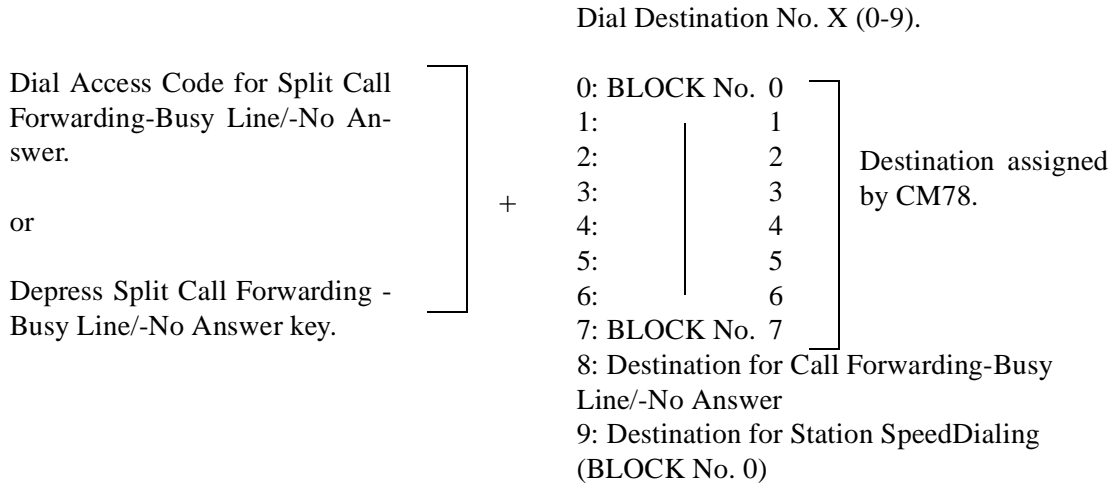 Dial Access Code for Split Call
Forwarding-Busy Line/-No An-
swer.
or
Depress Split Call Forwarding -
Busy Line/-No Answer key.
+
Dial Destination No. X (0-9).
0: BLOCK No. 0
1: 1
2: 2
3: 3
4: 4
5: 5
6: 6
7: BLOCK No. 7
Destination assigned
by CM78.
8: Destination for Call Forwarding-Busy
Line/-No Answer
9: Destination for Station SpeedDialing
(BLOCK No. 0)